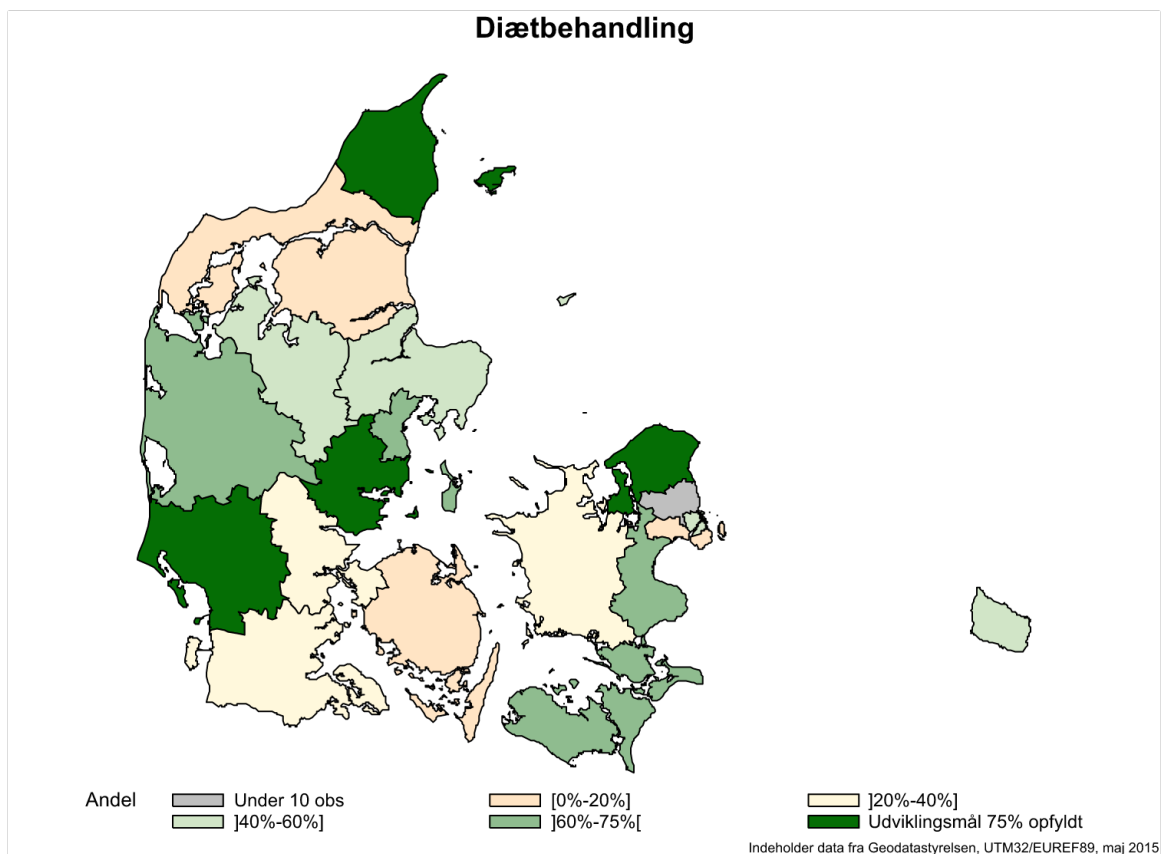 Diætbehandling
Andel Under 10 obs [0%-20%] ]20%-40%]
]40%-60%] ]60%-75%[ Udviklingsmål 75% opfyldt
Indeholder data fra Geodatastyrelsen, UTM32/EUREF89, maj 2015